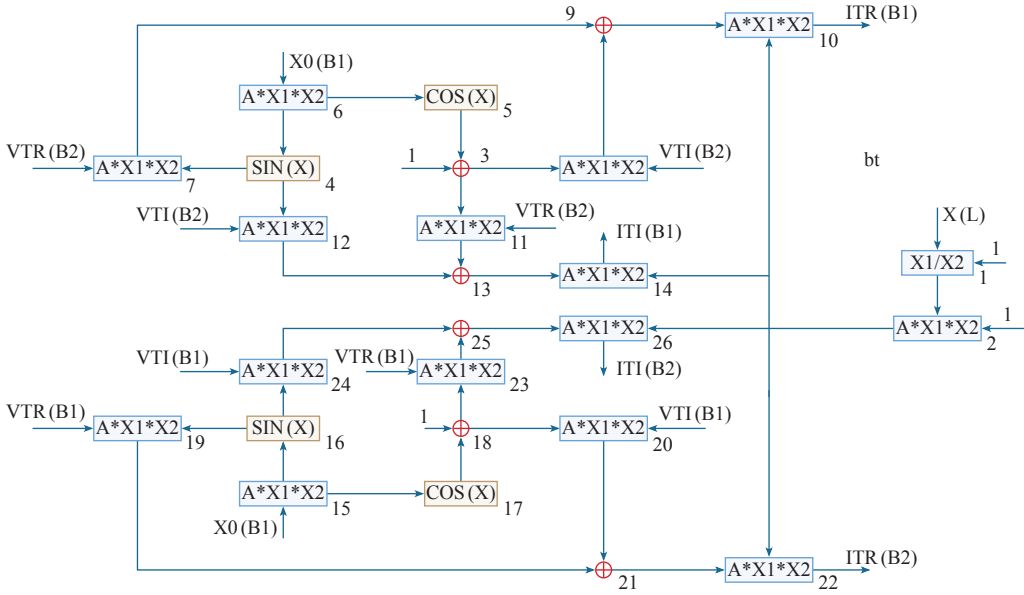 9
A*X1*X2
ITR(B1)
10
X0(B1)
A*X1*X2
6
COS(X)
5
VTR(B2)
A*X1*X2
7
SIN(X)
4
1
3
A*X1*X2
VTI(B2)
bt
VTI(B2)
A*X1*X2
12
A*X1*X2
11
VTR(B2)
X(L)
ITI(B1)
X1/X2
1
1
13
A*X1*X2
14
25
A*X1*X2
26
A*X1*X2
1
2
VTI(B1)
A*X1*X2
24
VTR(B1)
A*X1*X2
23
ITI(B2)
VTR(B1)
A*X1*X2
19
SIN(X)
16
1
18
A*X1*X2
20
VTI(B1)
A*X1*X2
15
COS(X)
17
X0(B1)
21
A*X1*X2
22
ITR(B2)